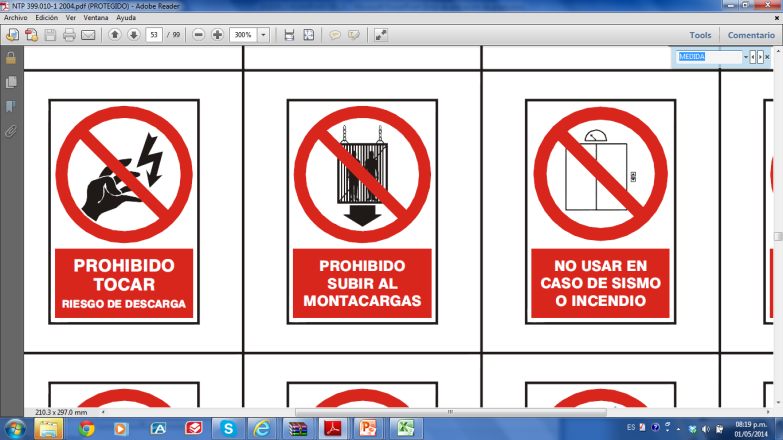 NTP 399.010-1 2004.pdf (PROTEGIDO) - Adobe Reader
Archivo Edición Ver Ventana Ayuda
53 / 99 300% Tools Comentario
MEDIDA
PROHIBIDO
TOCAR
RIESGO DE DESCARGA
PROHIBIDO
SUBIR AL
MONTACARGAS
NO USAR EN
CASO DE SISMO
O INCENDIO
210.3 x 297.0 mm
ES 08:19 p.m.
01/05/2014